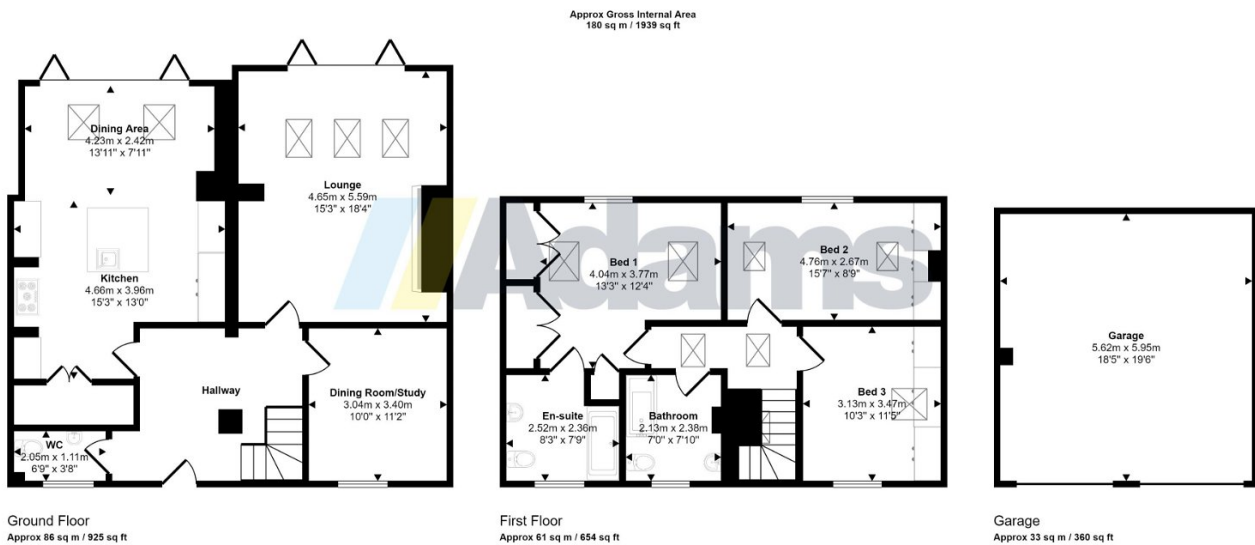 Approx Gross Internal Area
180 sq m / 1939 sq ft
Dining Area
4.23m x 2.42m
13'11" x 7'11"
Lounge
4.65m x 5.59m
15'3" x 18'4"
Kitchen
4.66m x 3.96m
15'3" x 13'0"
Hallway
Dining Room/Study
3.04m x 3.40m
10'0" x 11'2"
WC
2.05m x 1.11m
6'9" x 3'8"
Ground Floor
Approx 86 sq m / 925 sq ft
Adams
Bed 1
4.04m x 3.77m
13'3" x 12'4"
Bed 2
4.76m x 2.67m
15'7" x 8'9"
En-suite
2.52m x 2.36m
8'3" x 7'9"
Bathroom
2.13m x 2.38m
7'0" x 7'10"
Bed 3
3.13m x 3.47m
10'3" x 11'5"
First Floor
Approx 61 sq m / 654 sq ft
Garage
5.62m x 5.95m
18'5" x 19'6"
Garage
Approx 33 sq m / 360 sq ft